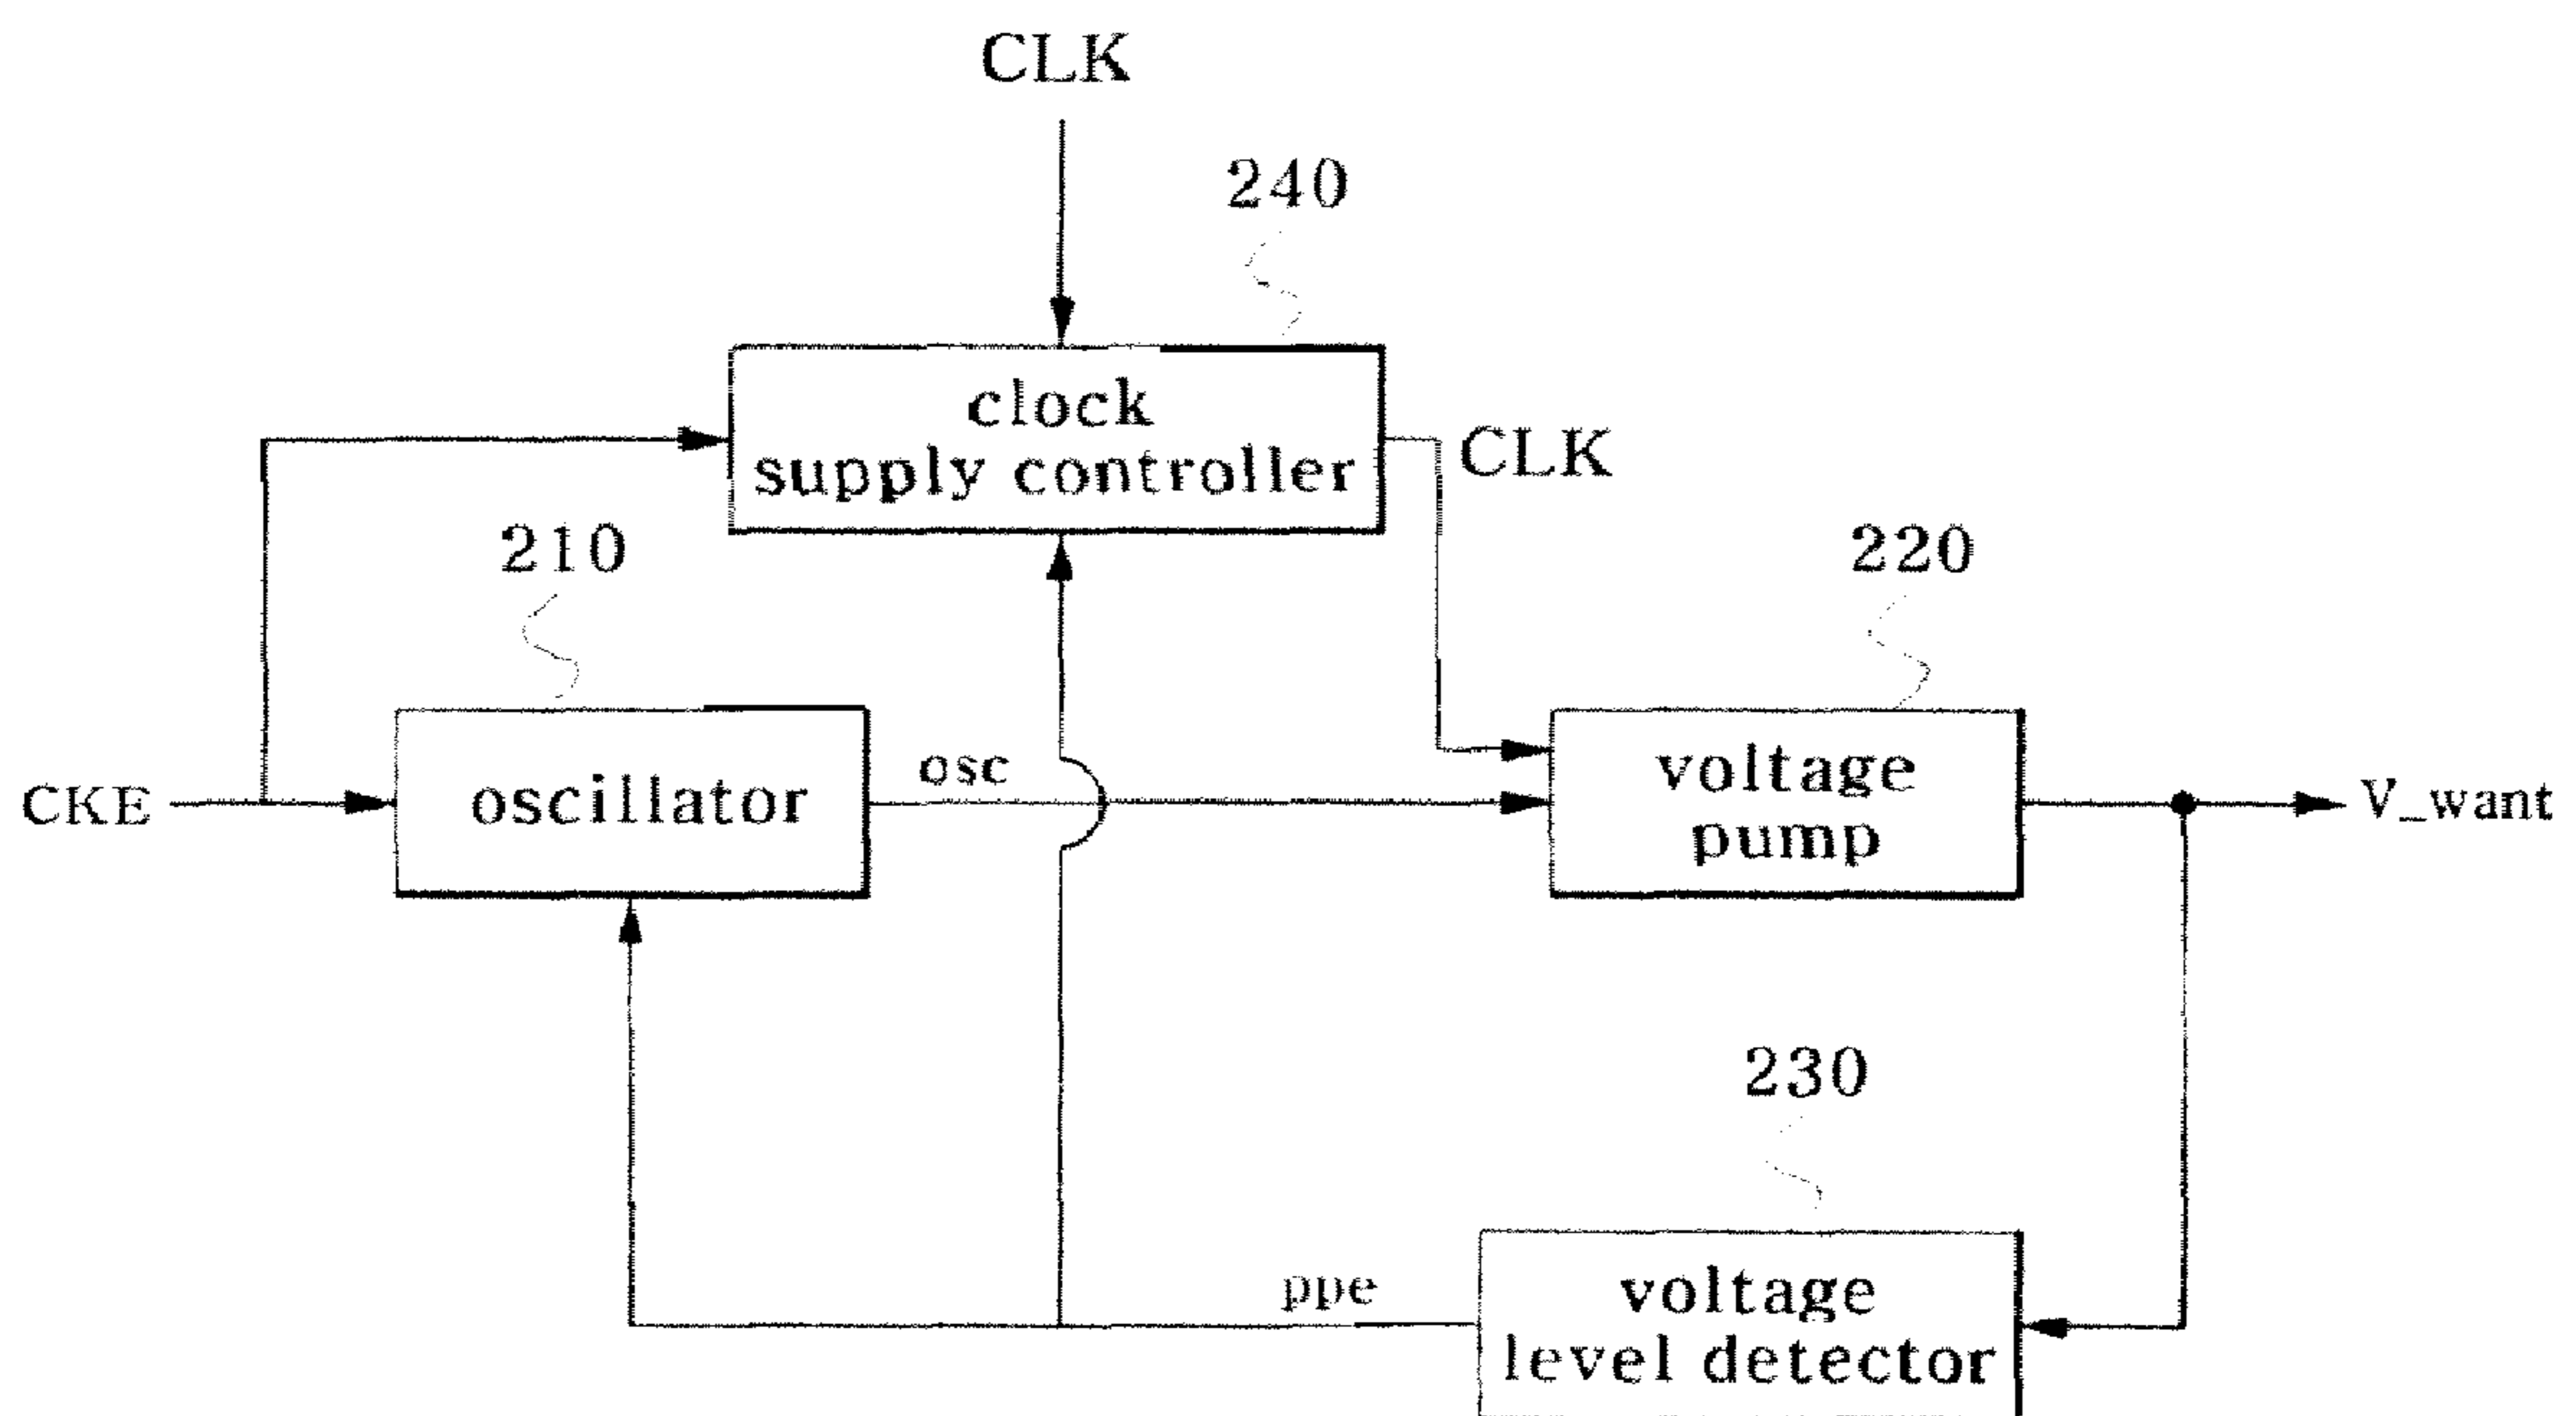 CLK
240
clock
supply controller
CLK
210
220
CKE
oscillator
osc
voltage
pump
V_want
230
ppe
voltage
level detector